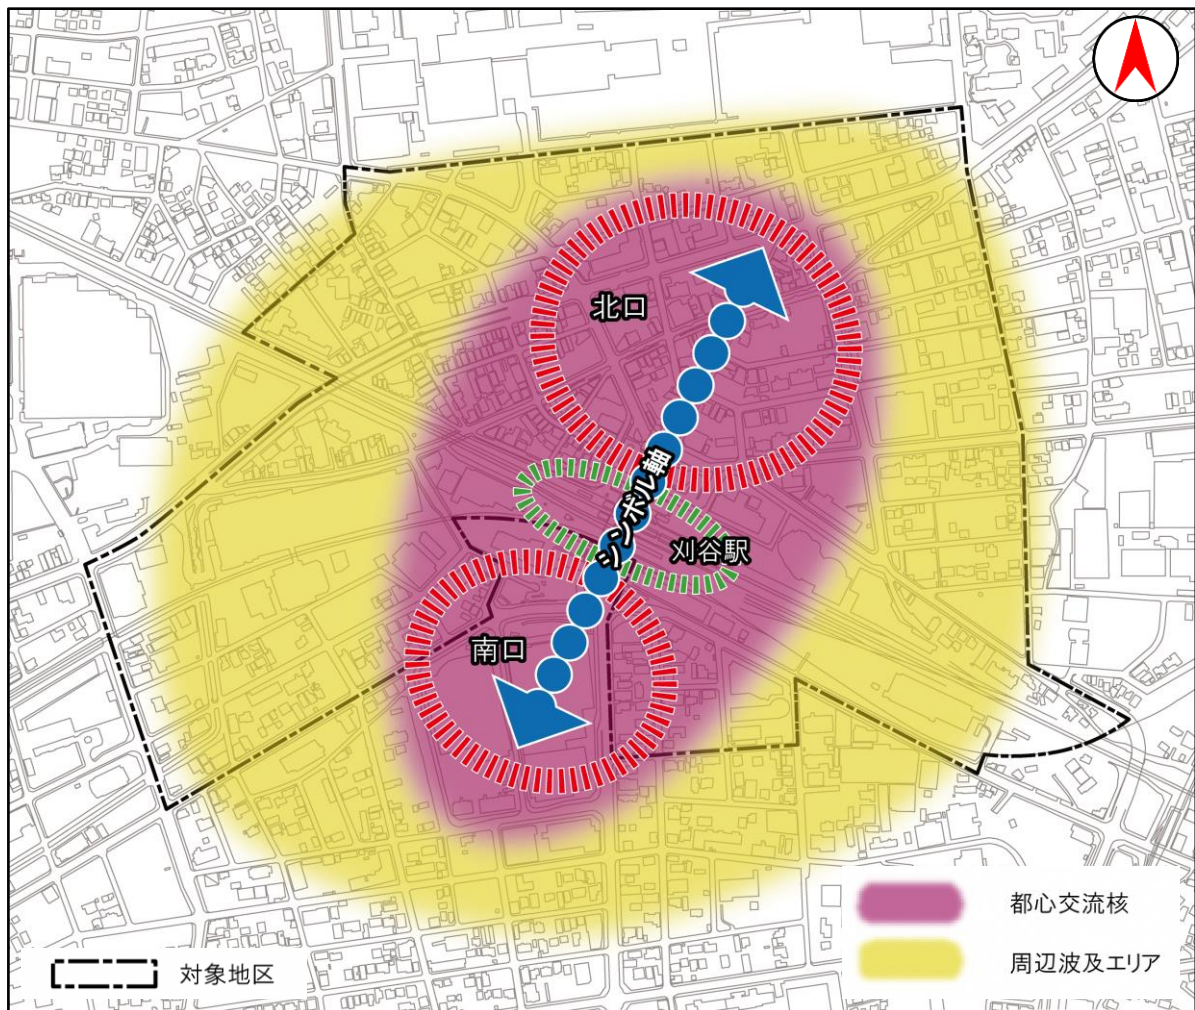 北口
シンボル軸
刈谷駅
南口
都心交流核
周辺波及エリア
対象地区